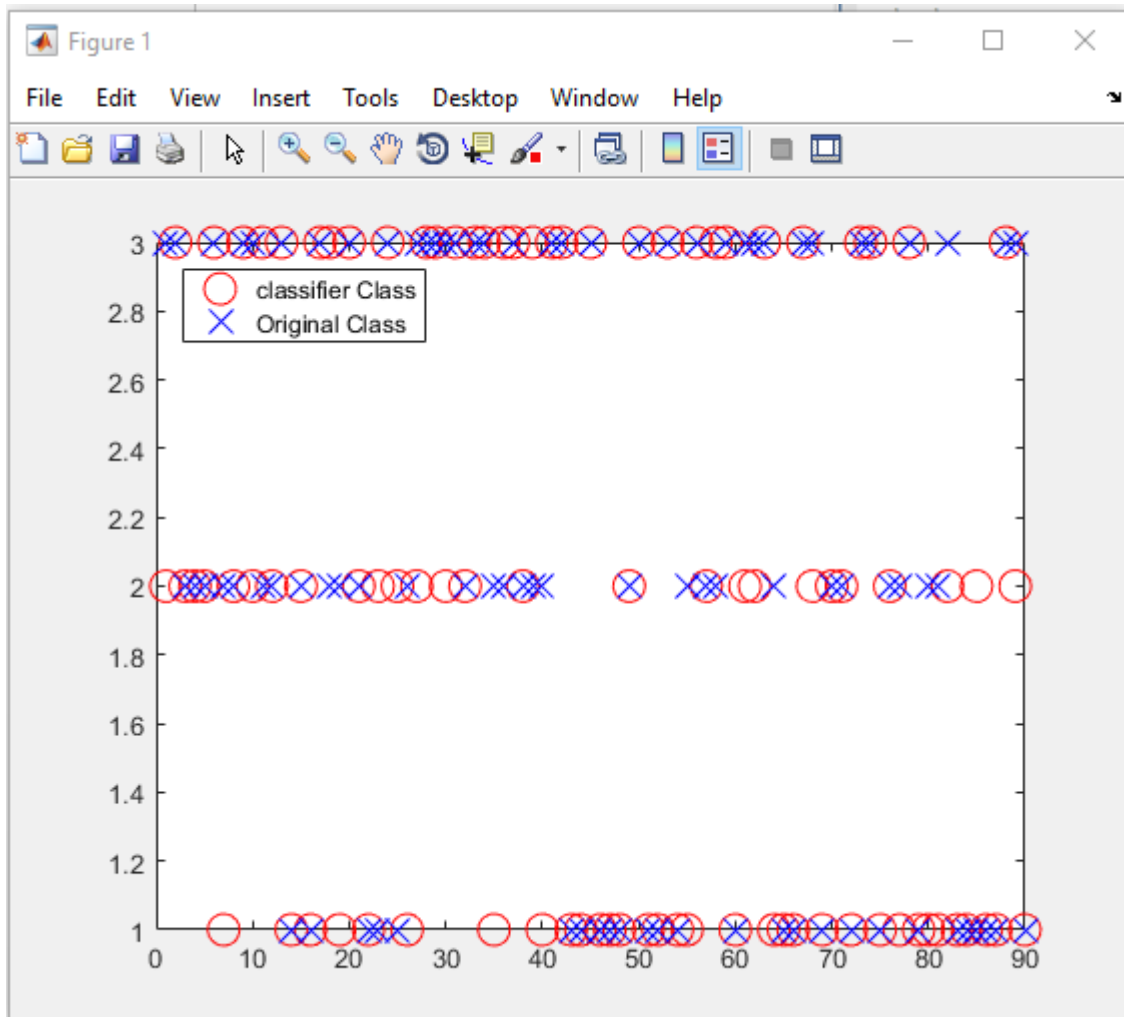 Figure 1
File Edit View Insert Tools Desktop Window Help
3
classifier Class
2.8
Original Class
2.6
2.4
2.2
2
1.8
1.6
1.4
1.2
1
0 10 20 30 40 50 60 70 80 90